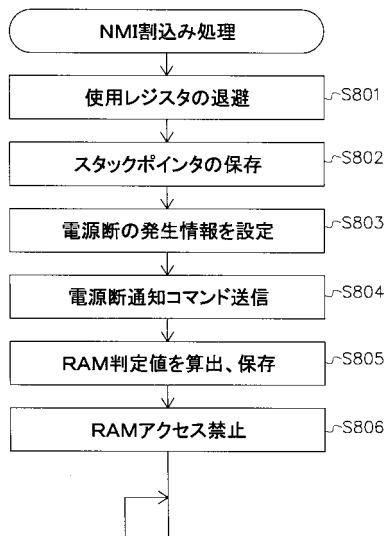 NMI割込み処理
使用レジスタの退避
S801
スタックポインタの保存
S802
電源断の発生情報を設定
S803
電源断通知コマンド送信
S804
RAM判定値を算出、保存
S805
RAMアクセス禁止
S806